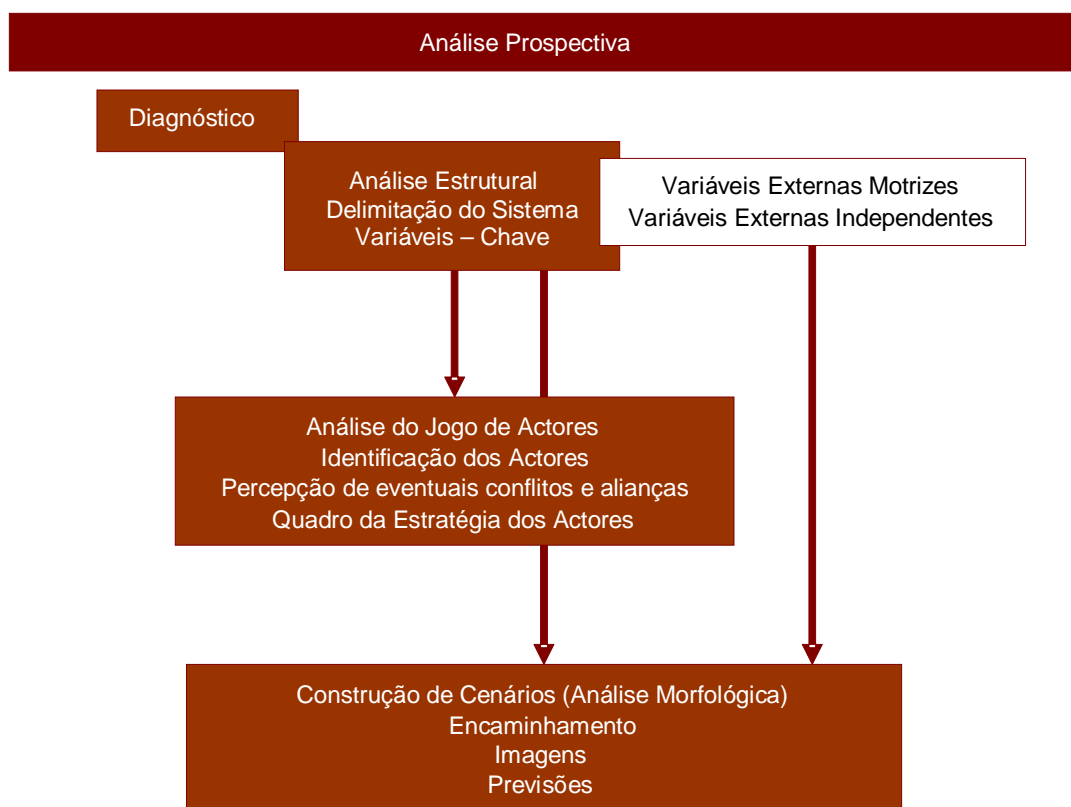 Análise Prospectiva
Diagnóstico
Análise Estrutural
Delimitação do Sistema
Variáveis – Chave
Variáveis Externas Motrizes
Variáveis Externas Independentes
Análise do Jogo de Actores
Identificação dos Actores
Percepção de eventuais conflitos e alianças
Quadro da Estratégia dos Actores
Construção de Cenários (Análise Morfológica)
Encaminhamento
Imagens
Previsões